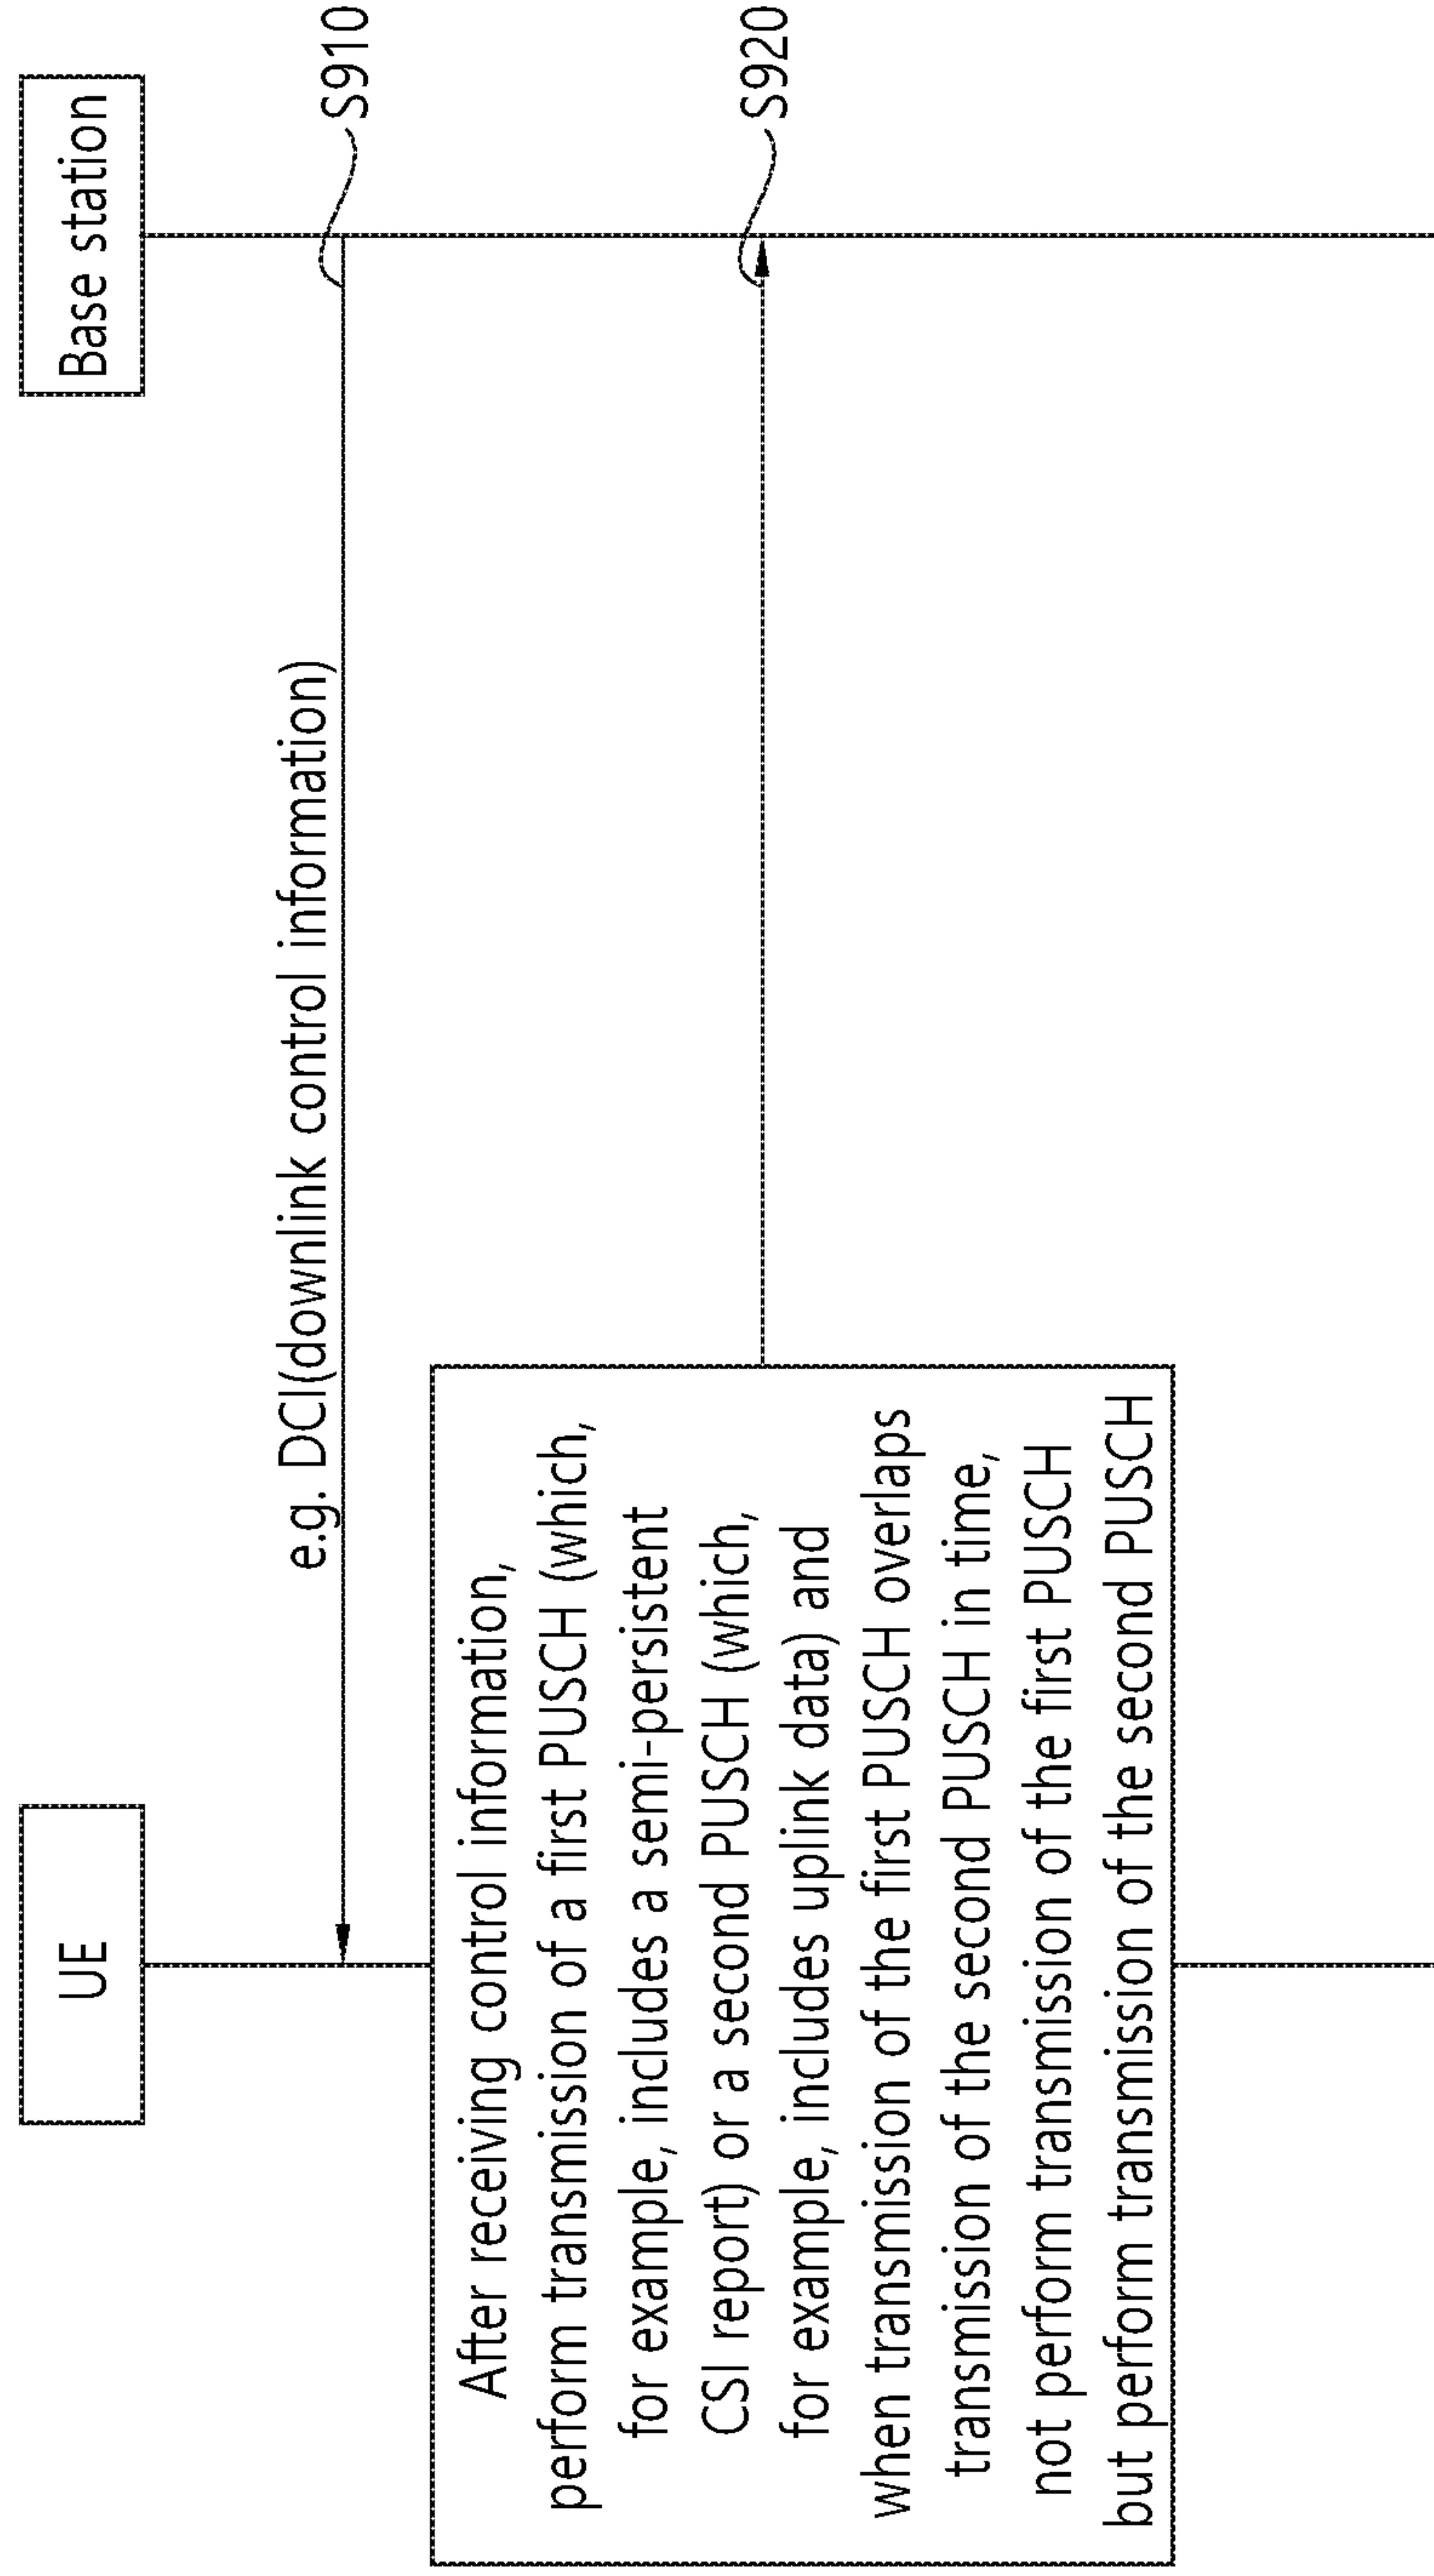 UE
Base station
e.g. DCI(downlink control information)
S910
After receiving control information,
perform transmission of a first PUSCH (which,
for example, includes a semi-persistent
CSI report) or a second PUSCH (which,
for example, includes uplink data) and
when transmission of the first PUSCH overlaps
transmission of the second PUSCH in time,
not perform transmission of the first PUSCH
but perform transmission of the second PUSCH
S920